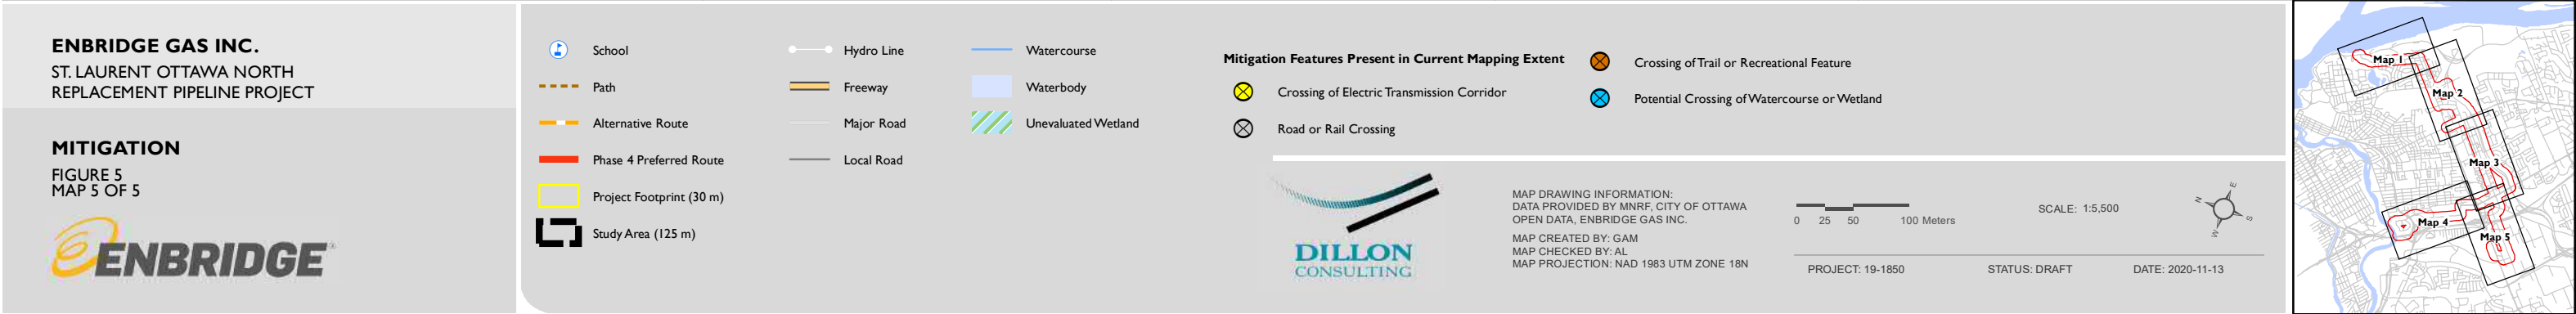 ENBRIDGE GAS INC.
ST. LAURENT OTTAWA NORTH
REPLACEMENT PIPELINE PROJECT
MITIGATION
FIGURE 5
MAP 5 OF 5
ENBRIDGE
School
Path
Alternative Route
Phase 4 Preferred Route
Project Footprint (30 m)
Study Area (125 m)
Hydro Line
Freeway
Major Road
Local Road
Watercourse
Waterbody
Unevaluated Wetland
Mitigation Features Present in Current Mapping Extent
Crossing of Electric Transmission Corridor
Road or Rail Crossing
Crossing of Trail or Recreational Feature
Potential Crossing of Watercourse or Wetland
DILLON
CONSULTING
MAP DRAWING INFORMATION:
DATA PROVIDED BY MNRF, CITY OF OTTAWA
OPEN DATA, ENBRIDGE GAS INC.
MAP CREATED BY: GAM
MAP CHECKED BY: AL
MAP PROJECTION: NAD 1983 UTM ZONE 18N
0 25 50 100 Meters
SCALE: 1:5,500
N
E
S
W
PROJECT: 19-1850
STATUS: DRAFT
DATE: 2020-11-13
Map 1
Map 2
Map 3
Map 4
Map 5